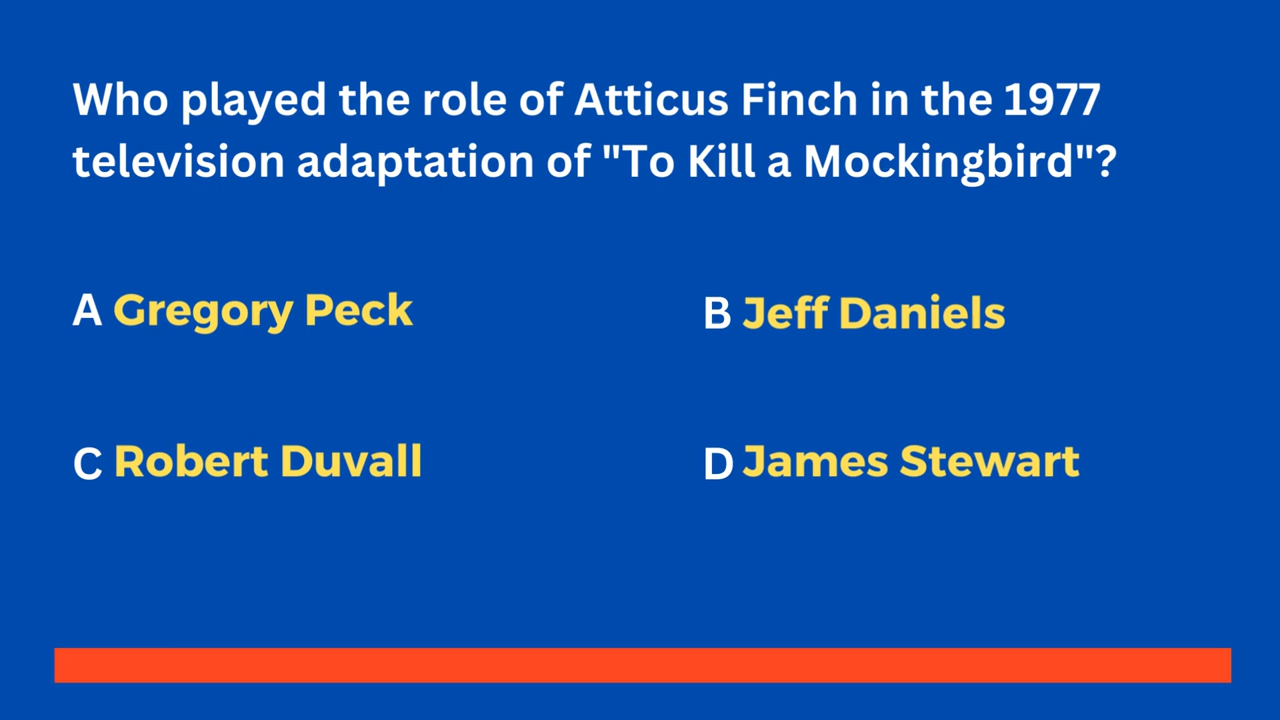 Who played the role of Atticus Finch in the 1977
television adaptation of "To Kill a Mockingbird"?
A Gregory Peck
B Jeff Daniels
C Robert Duvall
D James Stewart